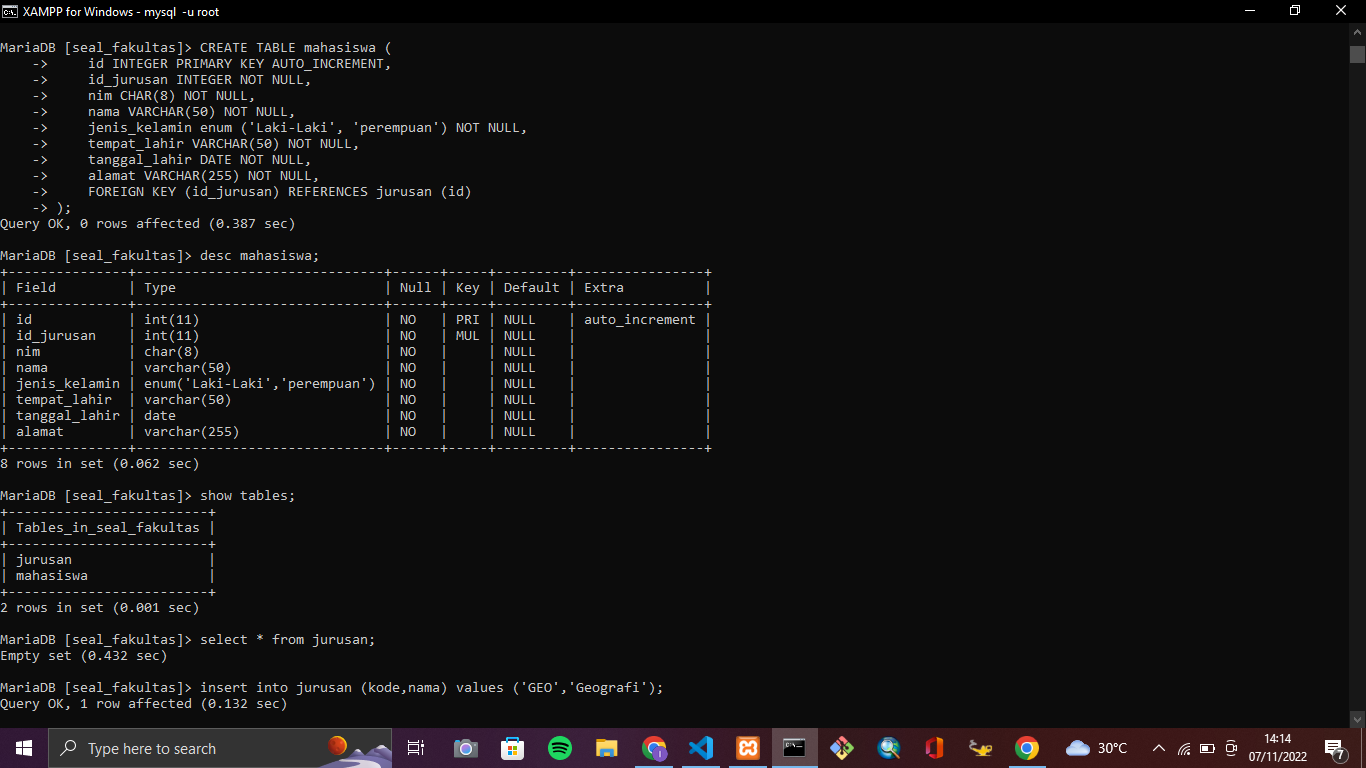 XAMPP for Windows - mysql  -u root
MariaDB [seal_fakultas]> CREATE TABLE mahasiswa (
    ->     id INTEGER PRIMARY KEY AUTO_INCREMENT,
    ->     id_jurusan INTEGER NOT NULL,
    ->     nim CHAR(8) NOT NULL,
    ->     nama VARCHAR(50) NOT NULL,
    ->     jenis_kelamin enum ('Laki-Laki', 'perempuan') NOT NULL,
    ->     tempat_lahir VARCHAR(50) NOT NULL,
    ->     tanggal_lahir DATE NOT NULL,
    ->     alamat VARCHAR(255) NOT NULL,
    ->     FOREIGN KEY (id_jurusan) REFERENCES jurusan (id)
    -> );
Query OK, 0 rows affected (0.387 sec)
MariaDB [seal_fakultas]> desc mahasiswa;
+---------------+-------------------------------+------+-----+---------+----------------+
| Field         | Type                          | Null | Key | Default | Extra          |
+---------------+-------------------------------+------+-----+---------+----------------+
| id            | int(11)                       | NO   | PRI | NULL    | auto_increment |
| id_jurusan    | int(11)                       | NO   | MUL | NULL    |                |
| nim           | char(8)                       | NO   |     | NULL    |                |
| nama          | varchar(50)                   | NO   |     | NULL    |                |
| jenis_kelamin | enum('Laki-Laki','perempuan') | NO   |     | NULL    |                |
| tempat_lahir  | varchar(50)                   | NO   |     | NULL    |                |
| tanggal_lahir | date                          | NO   |     | NULL    |                |
| alamat        | varchar(255)                  | NO   |     | NULL    |                |
+---------------+-------------------------------+------+-----+---------+----------------+
8 rows in set (0.062 sec)
MariaDB [seal_fakultas]> show tables;
+-------------------------+
| Tables_in_seal_fakultas |
+-------------------------+
| jurusan                 |
| mahasiswa               |
+-------------------------+
2 rows in set (0.001 sec)
MariaDB [seal_fakultas]> select * from jurusan;
Empty set (0.432 sec)
MariaDB [seal_fakultas]> insert into jurusan (kode,nama) values ('GEO','Geografi');
Query OK, 1 row affected (0.132 sec)
Type here to search
30°C
14:14
07/11/2022
7